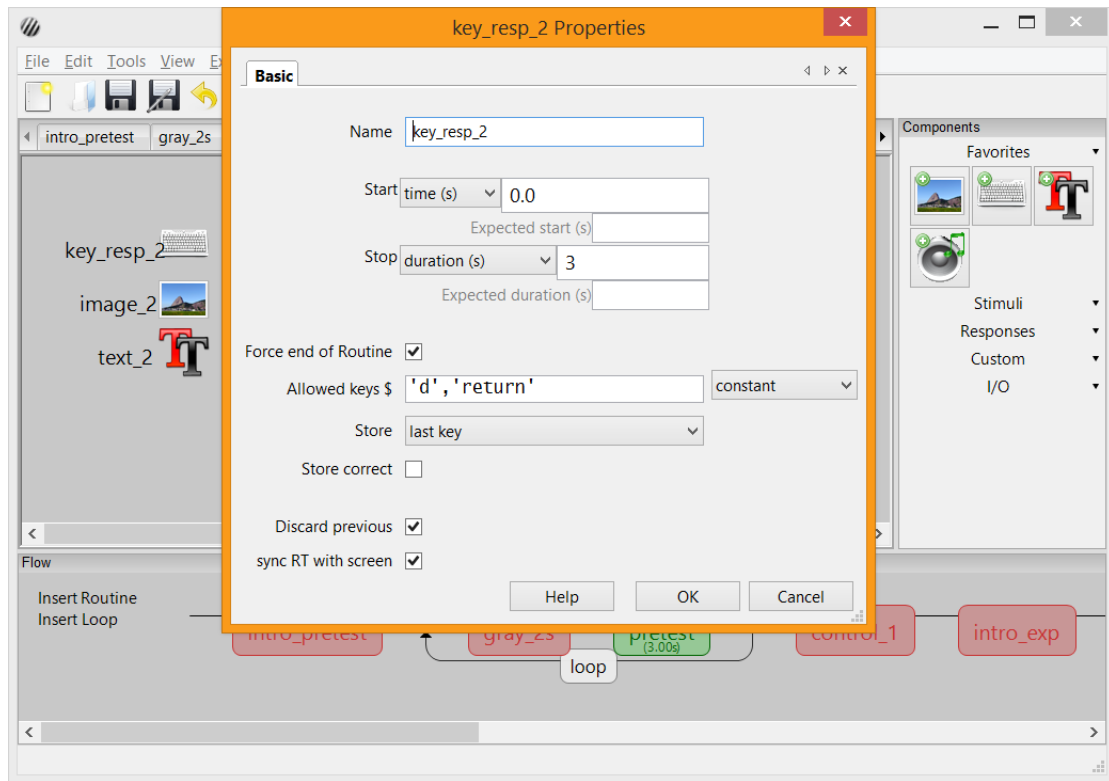 key_resp_2 Properties
File Edit Tools View
Basic
intro_pretest gray_2s
Name key_resp_2
Start time (s) 0.0
Expected start (s)
Stop duration (s) 3
Expected duration (s)
Force end of Routine
Allowed keys $ 'd','return' constant
Store last key
Store correct
Discard previous
sync RT with screen
Help OK Cancel
key_resp_2
image_2
text_2
Components
Favorites
Stimuli
Responses
Custom
I/O
Flow
Insert Routine
Insert Loop
intro_pretest gray_2s pretest control_1 intro_exp
(3.00s)
loop